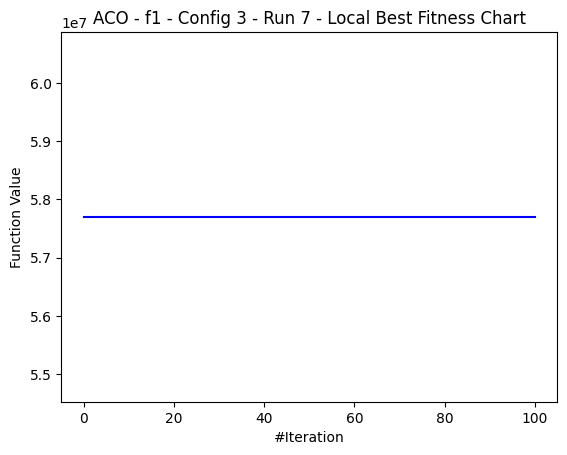 ACO - f1 - Config 3 - Run 7 - Local Best Fitness Chart
1e7
6.0
5.9
5.8
5.7
5.6
5.5
Function Value
0 20 40 60 80 100
#Iteration